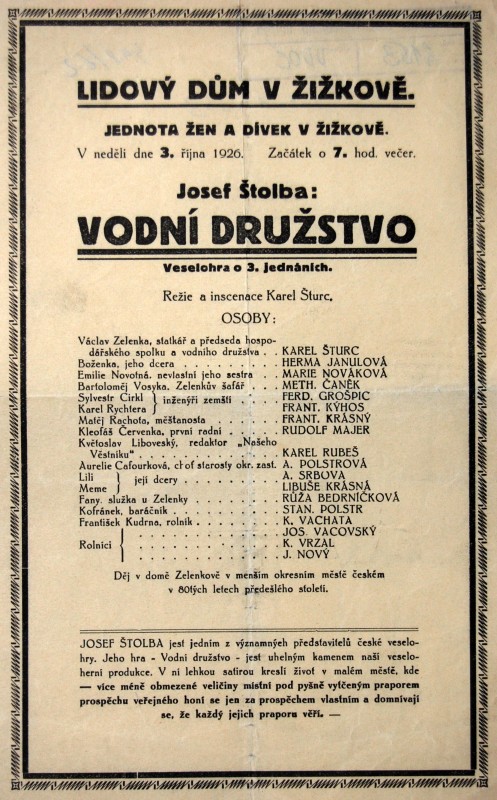 LIDOVÝ DŮM V ŽIŽKOVĚ.
JEDNOTA ŽEN A DÍVEK V ŽIŽKOVĚ.
V neděli dne 3. října 1926. Začátek o 7. hod. večer.
Josef Štolba:
VODNÍ DRUŽSTVO
Veselohra o 3. jednáních.
Režie a inscenace Karel Šturc.
OSOBY:
Václav Zelenka, statkář a předseda hospo-
dářského spolku a vodního družstva . . KAREL ŠTURC
Boženka, jeho dcera . . . . . . . . HERMA JANULOVÁ
Emilie Novotná, nevlastní jeho sestra . . MARIE NOVÁKOVÁ
Bartoloměj Vosyka, Zelenkův šafář . . . METH. ČANĚK
Sylvestr Cirkl } inženýři zemští . . . FERD. GROŠPIC
Karel Rychtera } FRANT. KÝHOS
Matěj Rachota, měšťanosta . . . . . . FRANT. KRÁSNÝ
Kleofáš Červenka, první radní . . . . . RUDOLF MAJER
Květoslav Liboveský, redaktor „Našeho
Věstníku" . . . . . . . . . . . KAREL RUBEŠ
Aurelie Cafourková, choť starosty okr. zast. A. POLSTROVÁ
Lili } její dcery . . . . . . . . A. SRBOVA
Meme } LIBUŠE KRÁSNÁ
Fany, služka u Zelenky . . . . . . . RŮŽA BEDRNÍČKOVÁ
Kofránek, baráčník . . . . . . . . . STAN. POLSTR
František Kudrna, rolník . . . . . . . K. VACHATA
Rolníci { . . . . . . . . . . . JOS. VACOVSKÝ
. . . . . . . . . . . K. VRZAL
. . . . . . . . . . . J. NOVÝ
Děj v domě Zelenkově v menším okresním městě českém
v 80tých letech předešlého století.
JOSEF ŠTOLBA jest jedním z významných představitelů české veselo-
hry. Jeho hra - Vodní družstvo - jest uhelným kamenem naší veselo-
herní produkce. V ní lehkou satirou kreslí život v malém městě, kde
— více méně obmezené veličiny místní pod pyšně vytčeným praporem
prospěchu veřejného honí se jen za prospěchem vlastním a domnívají
se, že každý jejich praporu věří. —